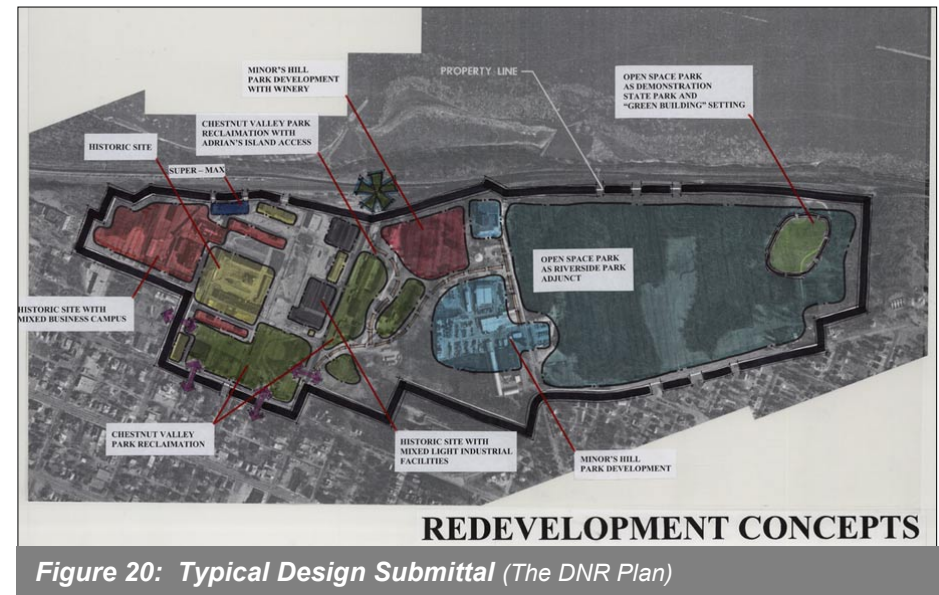 MINOR'S HILL
PARK DEVELOPMENT
WITH WINERY
PROPERTY LINE
OPEN SPACE PARK
AS DEMONSTRATION
STATE PARK AND
"GREEN BUILDING" SETTING
CHESTNUT VALLEY PARK
RECLAIMATION WITH
ADRIAN'S ISLAND ACCESS
HISTORIC SITE
SUPER – MAX
OPEN SPACE PARK
AS RIVERSIDE PARK
ADJUNCT
HISTORIC SITE WITH
MIXED BUSINESS CAMPUS
CHESTNUT VALLEY
PARK RECLAIMATION
HISTORIC SITE WITH
MIXED LIGHT INDUSTRIAL
FACILITIES
MINOR'S HILL
PARK DEVELOPMENT
REDEVELOPMENT CONCEPTS
Figure 20: Typical Design Submittal (The DNR Plan)